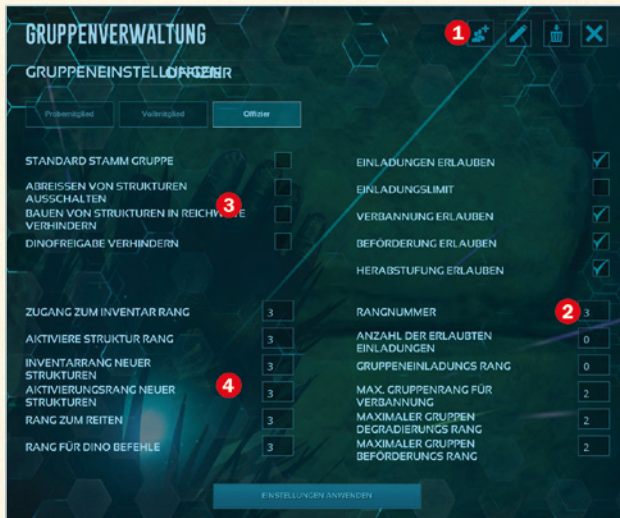 GRUPPENVERWALTUNG
1
GRUPPENEINSTELLUNGEN OFFIZIER
Probemitglied Vollmitglied Offizier
STANDARD STAMM GRUPPE
ABREISSEN VON STRUKTUREN
AUSSCHALTEN
BAUEN VON STRUKTUREN IN REICHWEITE
VERHINDERN
3
DINOFREIGABE VERHINDERN
EINLADUNGEN ERLAUBEN
EINLADUNGSLIMIT
VERBANNUNG ERLAUBEN
BEFÖRDERUNG ERLAUBEN
HERABSTUFUNG ERLAUBEN
ZUGANG ZUM INVENTAR RANG 3
AKTIVIERE STRUKTUR RANG 3
INVENTARRANG NEUER
STRUKTUREN 3
AKTIVIERUNGSRANG NEUER
STRUKTUREN 3
4
RANG ZUM REITEN 3
RANG FÜR DINO BEFEHLE 3
RANGNUMMER 2 3
ANZAHL DER ERLAUBTEN
EINLADUNGEN 0
GRUPPENEINLADUNGS RANG 0
MAX. GRUPPENRANG FÜR
VERBANNUNG 2
MAXIMALER GRUPPEN
DEGRADIERUNGS RANG 2
MAXIMALER GRUPPEN
BEFÖRDERUNGS RANG 2
EINSTELLUNGEN ANWENDEN